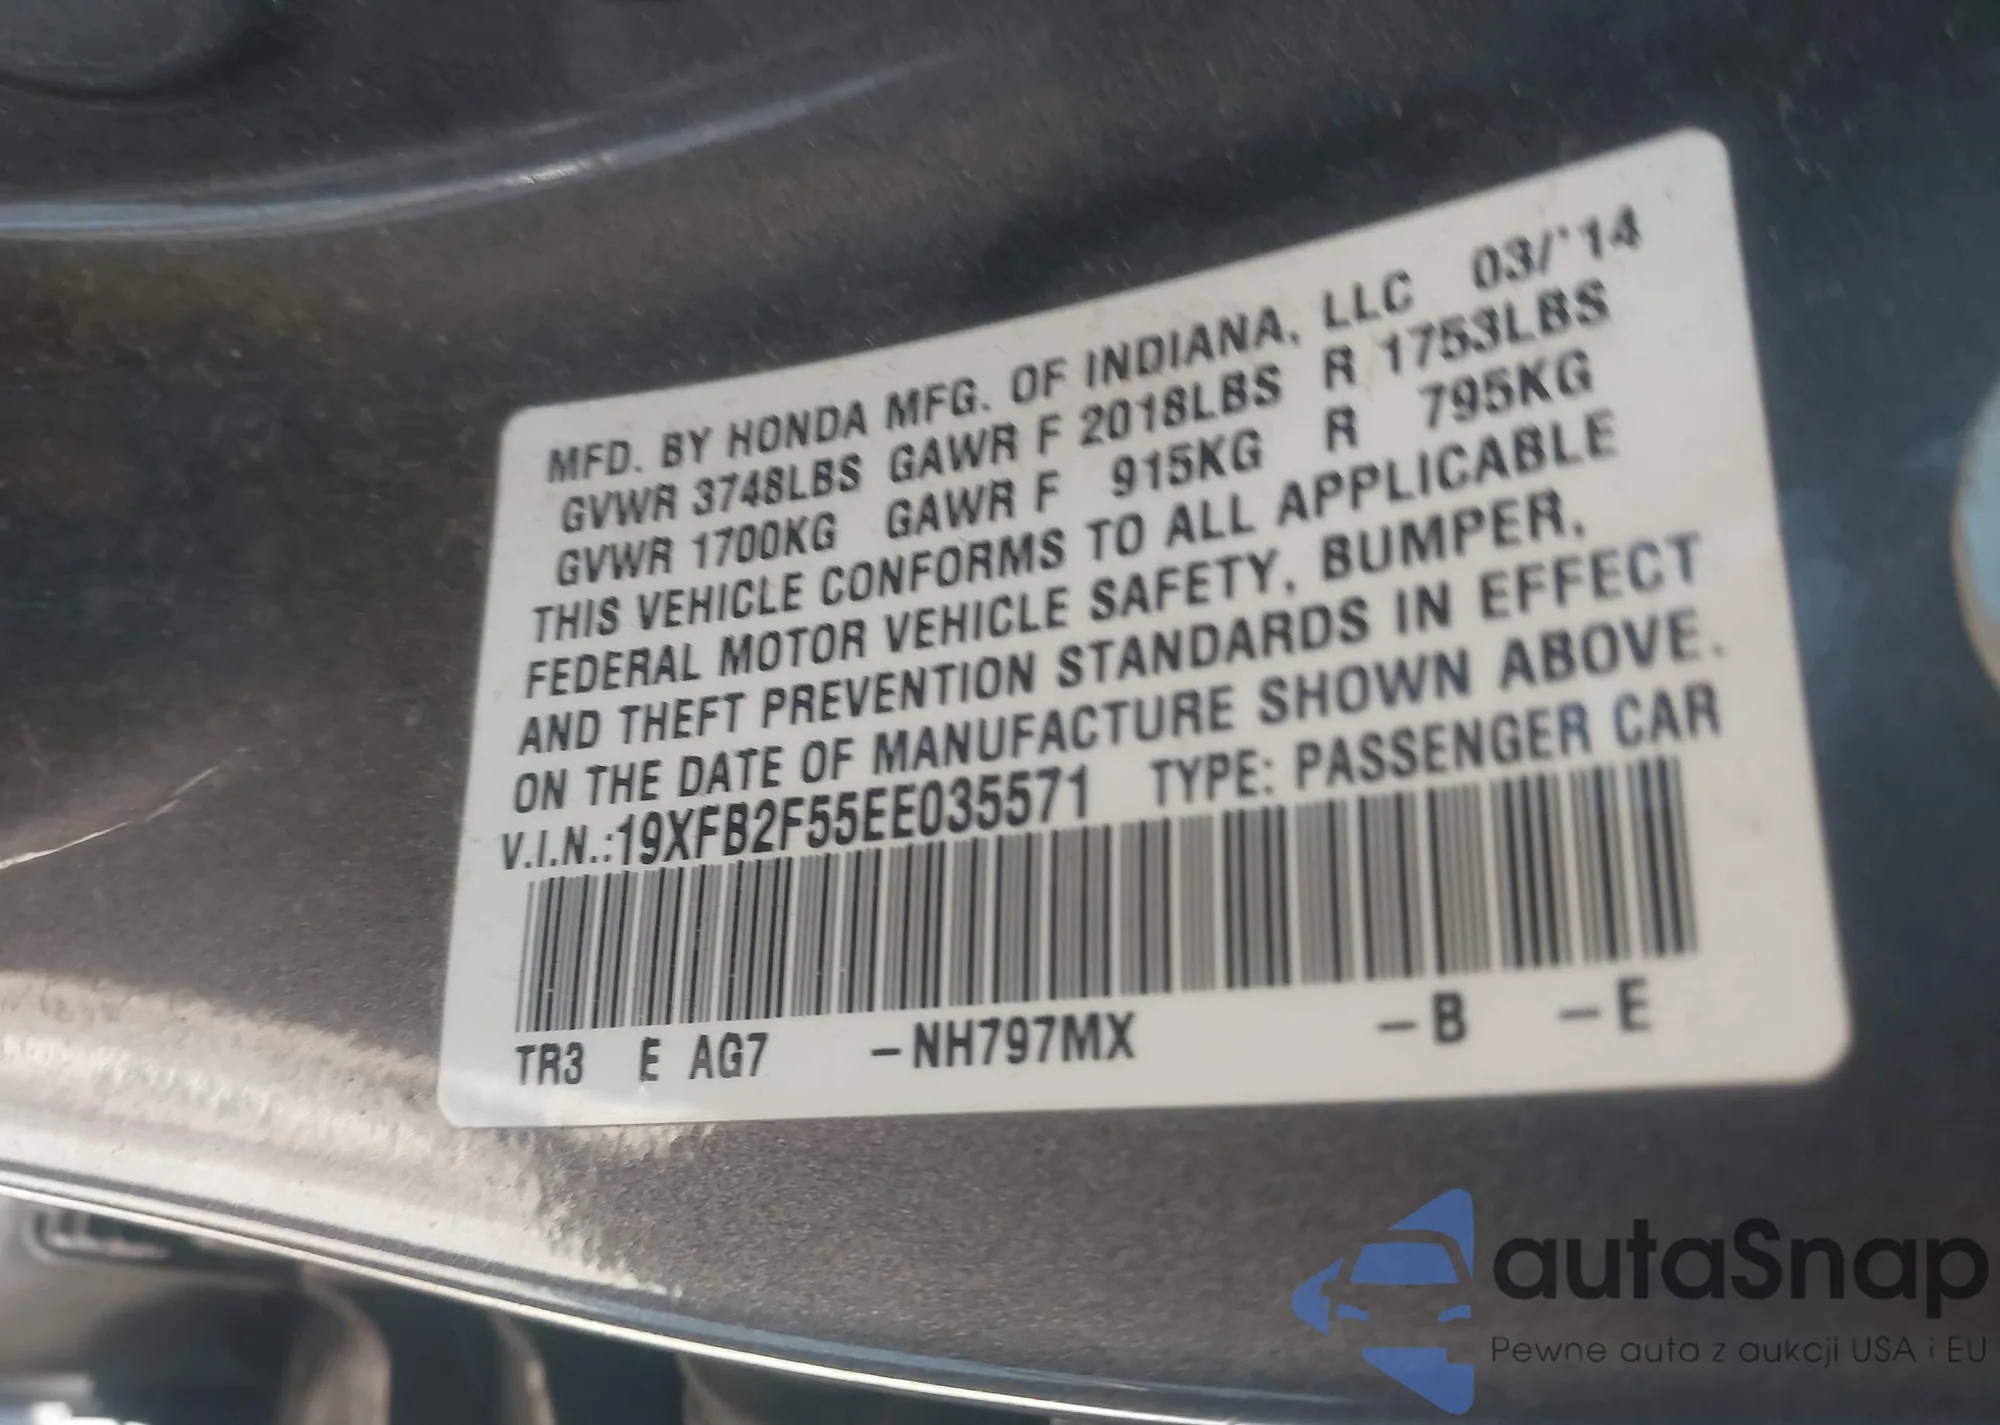 MFD. BY HONDA MFG. OF INDIANA, LLC 03/'14
GVWR 3748LBS GAWR F 2018LBS R 1753LBS
GVWR 1700KG GAWR F 915KG R 795KG
THIS VEHICLE CONFORMS TO ALL APPLICABLE
FEDERAL MOTOR VEHICLE SAFETY, BUMPER,
AND THEFT PREVENTION STANDARDS IN EFFECT
ON THE DATE OF MANUFACTURE SHOWN ABOVE.
V.I.N.:19XFB2F55EE035571 TYPE: PASSENGER CAR
TR3 E AG7 –NH797MX –B –E
autaSnap
Pewne auta z aukcji USA i EU